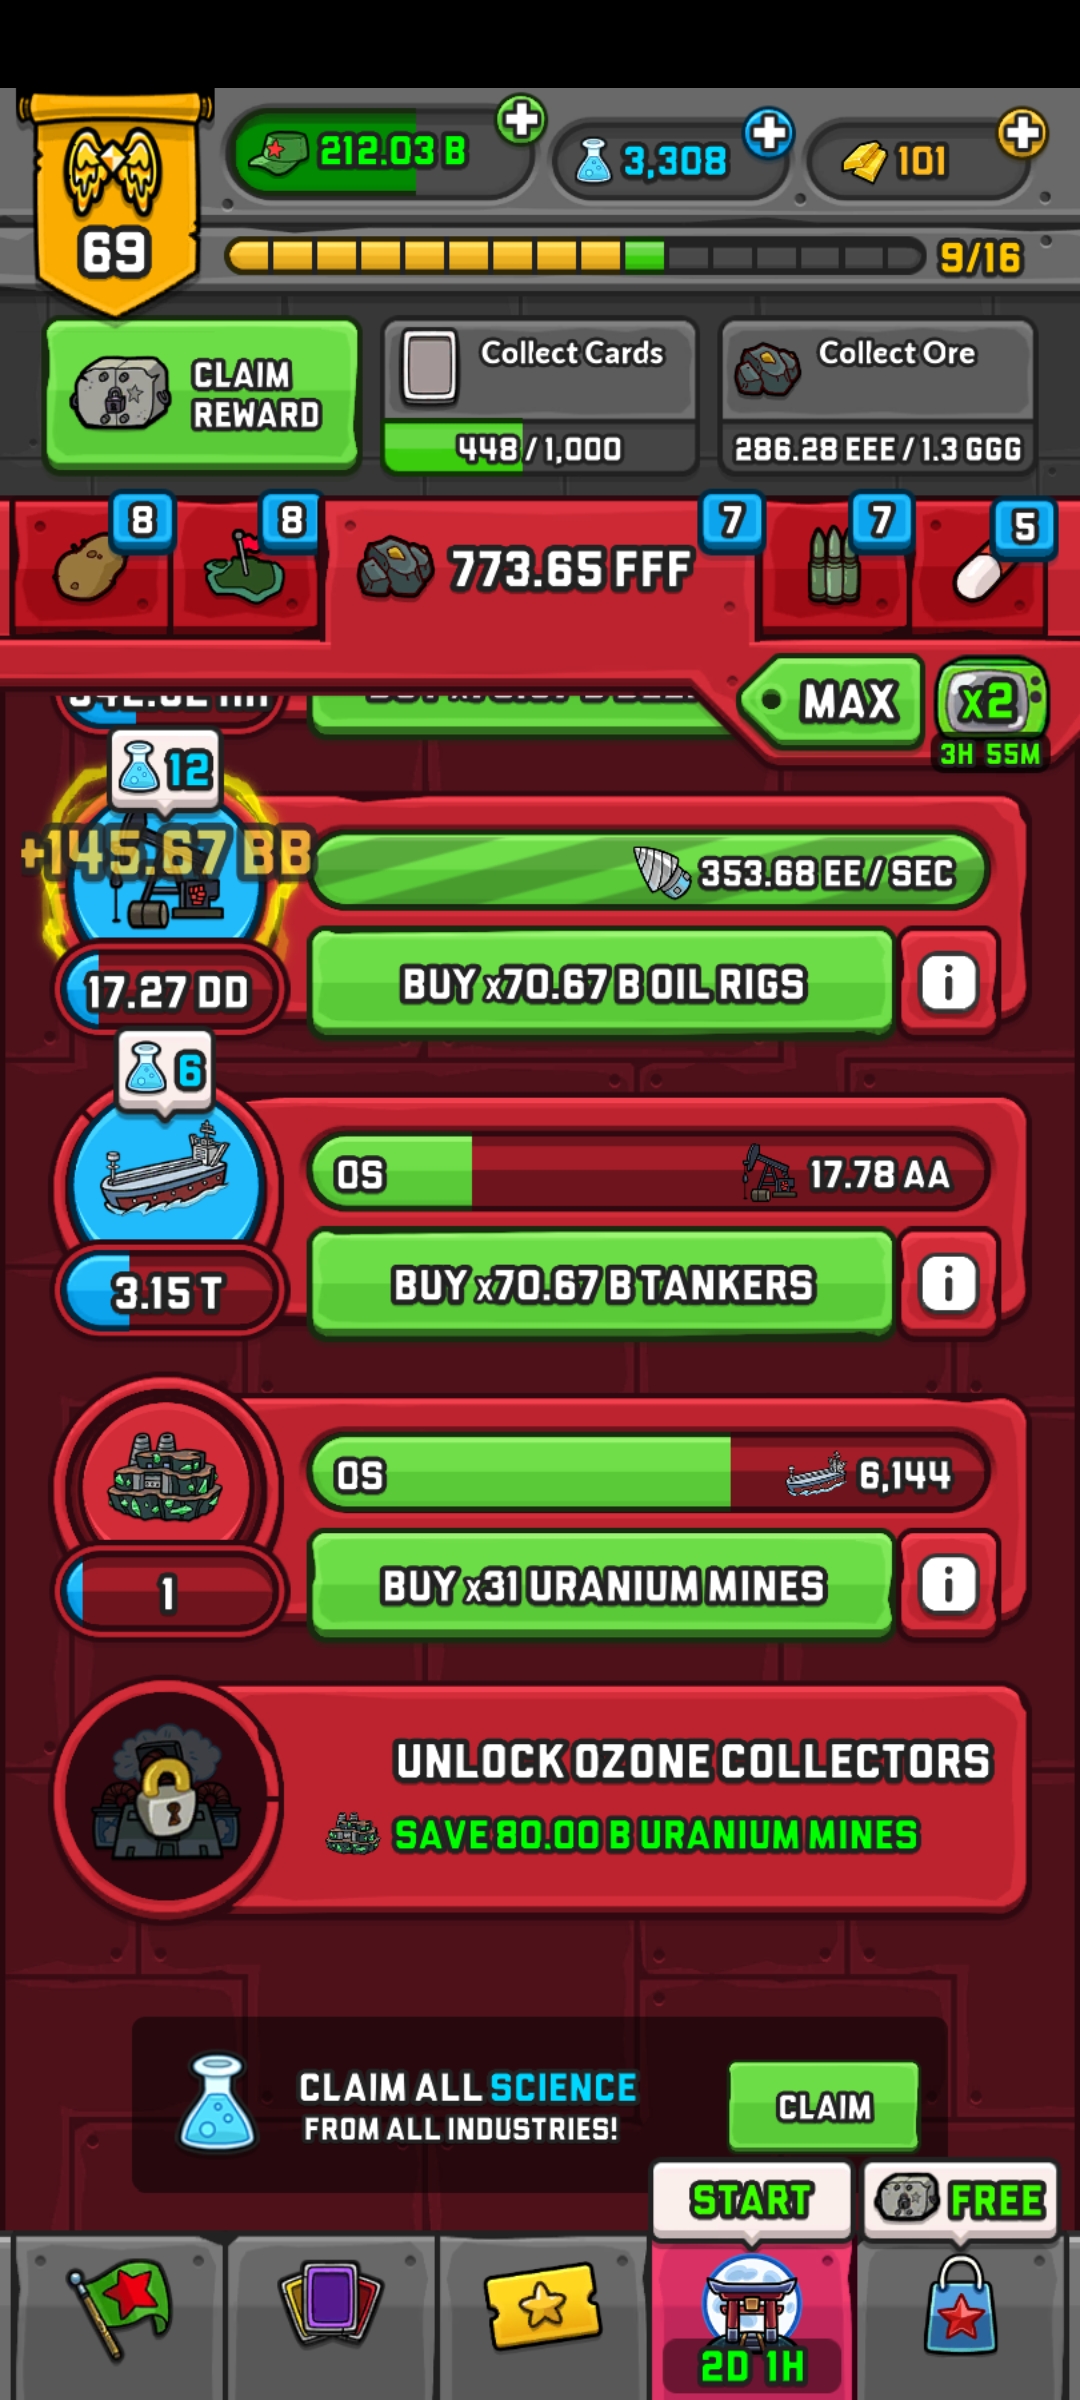 212.03 B
3,308
101
69
9/16
CLAIM
REWARD
Collect Cards
448/1,000
Collect Ore
286.28 EEE/1.3 GGG
8
8
773.65 FFF
7
7
5
MAX
x2
3H 55M
12
+145.67 BB
353.68 EE/SEC
17.27 DD
BUY x70.67 B OIL RIGS
i
6
0S
17.78 AA
3.15 T
BUY x70.67 B TANKERS
i
0S
6,144
1
BUY x31 URANIUM MINES
i
UNLOCK OZONE COLLECTORS
SAVE 80.00 B URANIUM MINES
CLAIM ALL SCIENCE
FROM ALL INDUSTRIES!
CLAIM
START
FREE
2D 1H